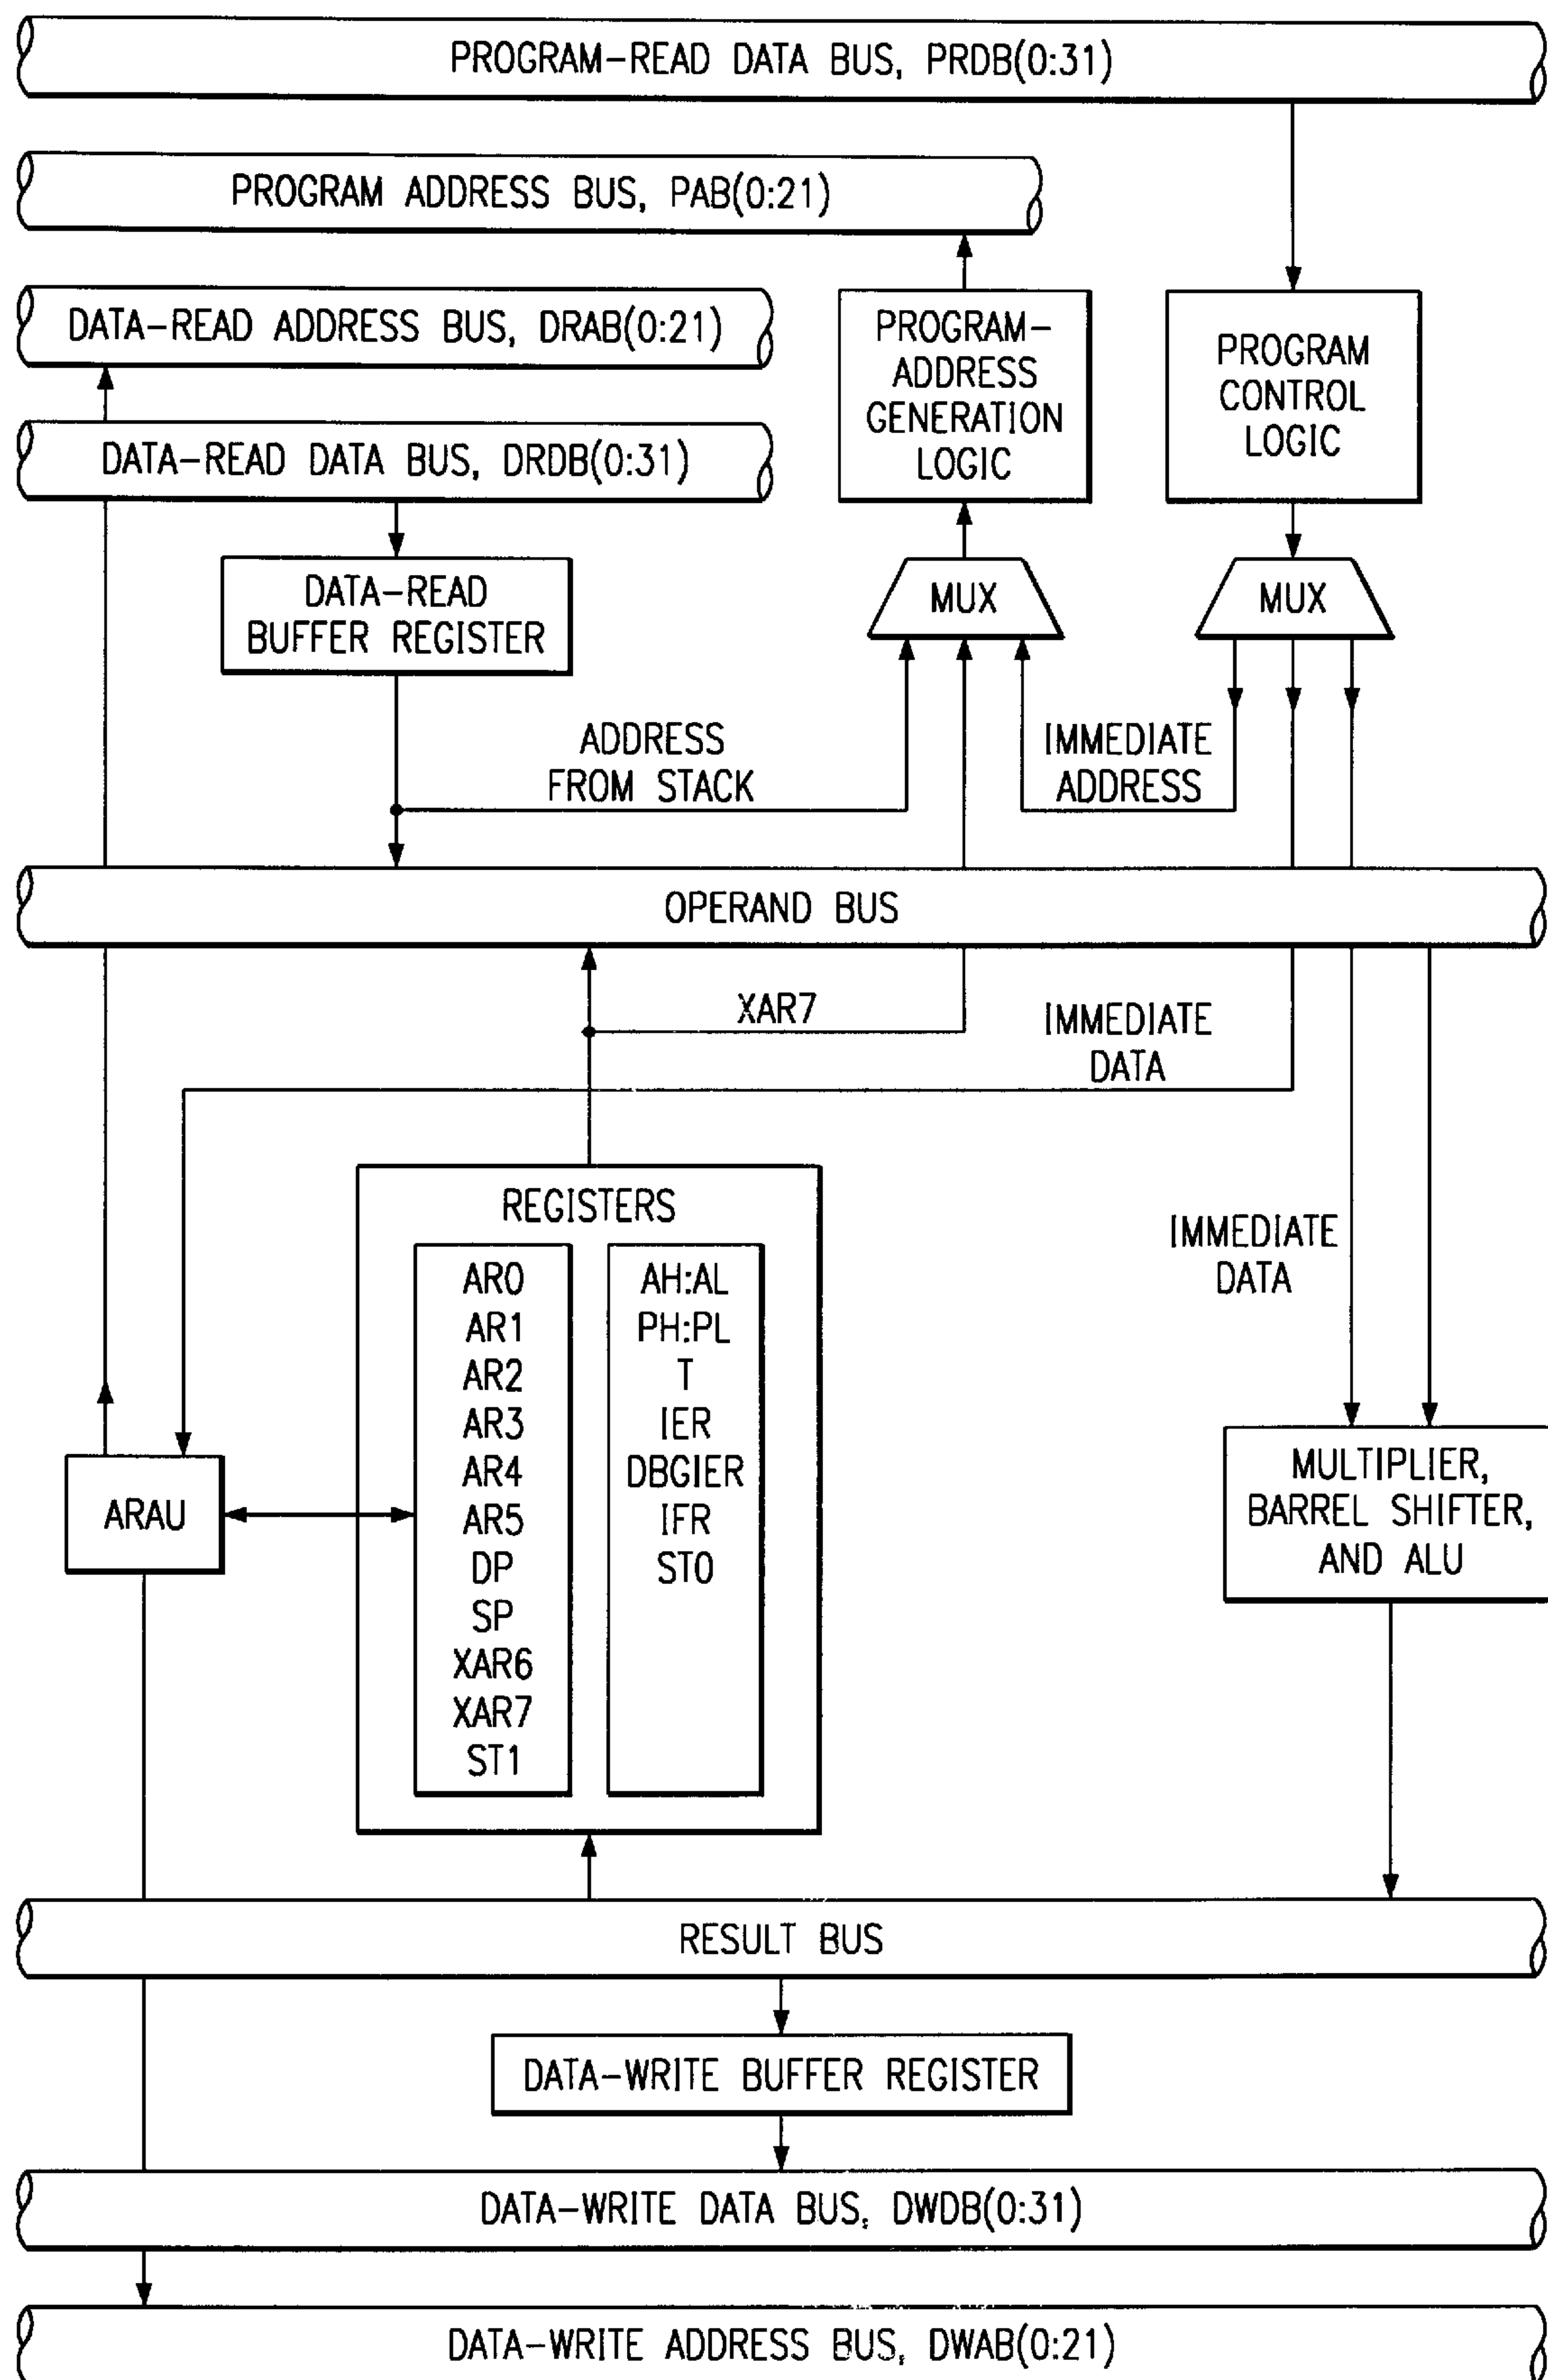 PROGRAM-READ DATA BUS, PRDB(0:31)
PROGRAM ADDRESS BUS, PAB(0:21)
DATA-READ ADDRESS BUS, DRAB(0:21)
PROGRAM-
ADDRESS
GENERATION
LOGIC
PROGRAM
CONTROL
LOGIC
DATA-READ DATA BUS, DRDB(0:31)
DATA-READ
BUFFER REGISTER
MUX
MUX
ADDRESS
FROM STACK
IMMEDIATE
ADDRESS
OPERAND BUS
XAR7
IMMEDIATE
DATA
REGISTERS
AR0
AR1
AR2
AR3
AR4
AR5
DP
SP
XAR6
XAR7
ST1
AH:AL
PH:PL
T
IER
DBGIER
IFR
ST0
IMMEDIATE
DATA
ARAU
MULTIPLIER,
BARREL SHIFTER,
AND ALU
RESULT BUS
DATA-WRITE BUFFER REGISTER
DATA-WRITE DATA BUS, DWDB(0:31)
DATA-WRITE ADDRESS BUS, DWAB(0:21)